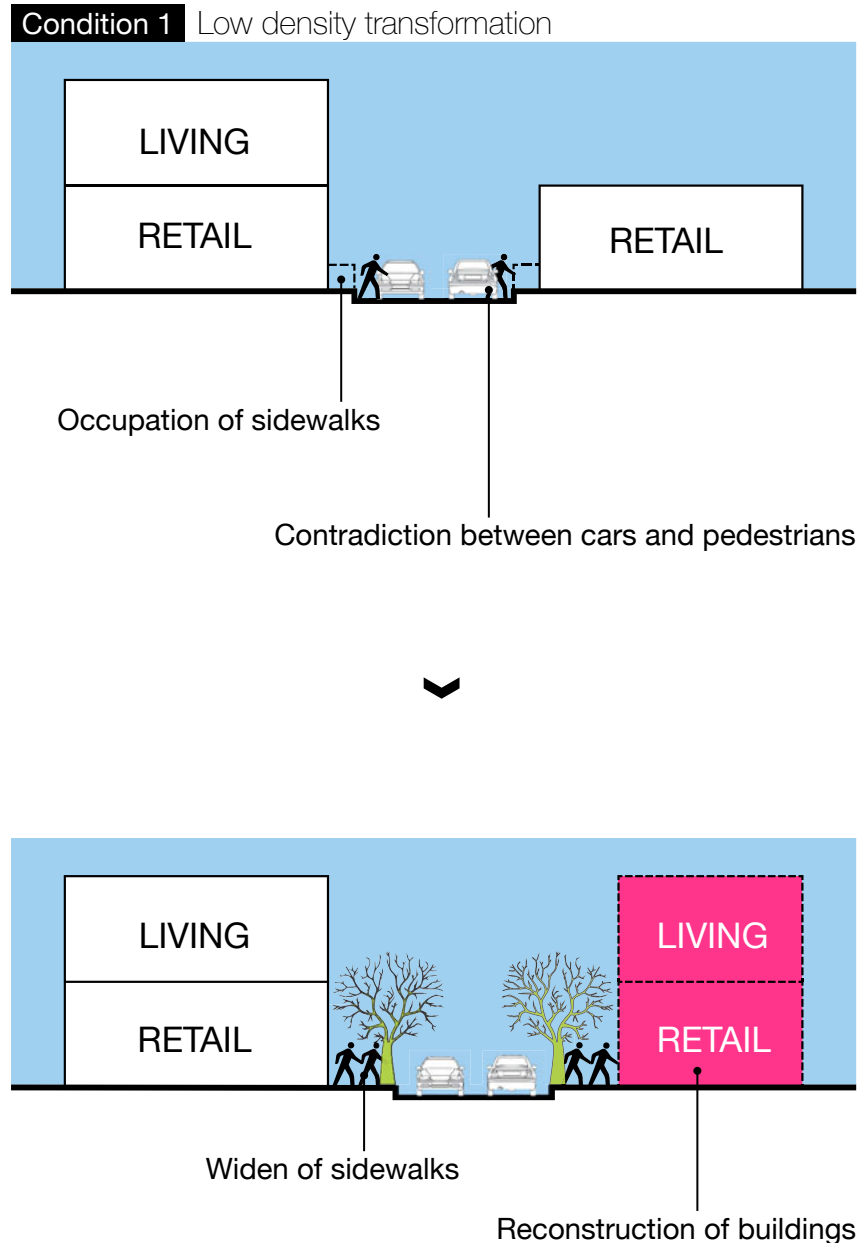 Condition 1 Low density transformation
LIVING
RETAIL
RETAIL
Occupation of sidewalks
Contradiction between cars and pedestrians
LIVING
LIVING
RETAIL
RETAIL
Widen of sidewalks
Reconstruction of buildings